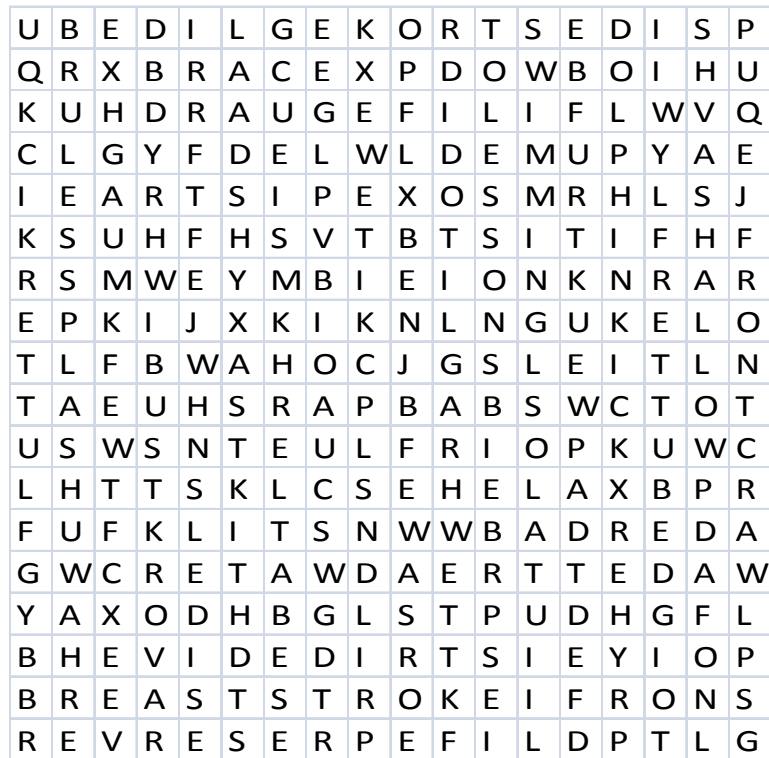 U B E D I L G E K O R T S E D I S P
Q R X B R A C E X P D O W B O I H U
K U H D R A U G E F I L I F L W V Q
C L G Y F D E L W L D E M U P Y A E
I E A R T S I P E X O S M R H L S J
K S U H F H S V T B T S I T I F H F
R S M W E Y M B I E I O N K N R A R
E P K I J X K I K N L N G U K E L O
T L F B W A H O C J G S L E I T L N
T A E U H S R A P B A B S W C T O T
U S W S N T E U L F R I O P K U W C
L H T T S K L C S E H E L A X B P R
F U F K L I T S N W W B A D R E D A
G W C R E T A W D A E R T T E D A W
Y A X O D H B G L S T P U D H G F L
B H E V I D E D I R T S I E Y I O P
B R E A S T S T R O K E I F R O N S
R E V R E S E R P E F I L D P T L G